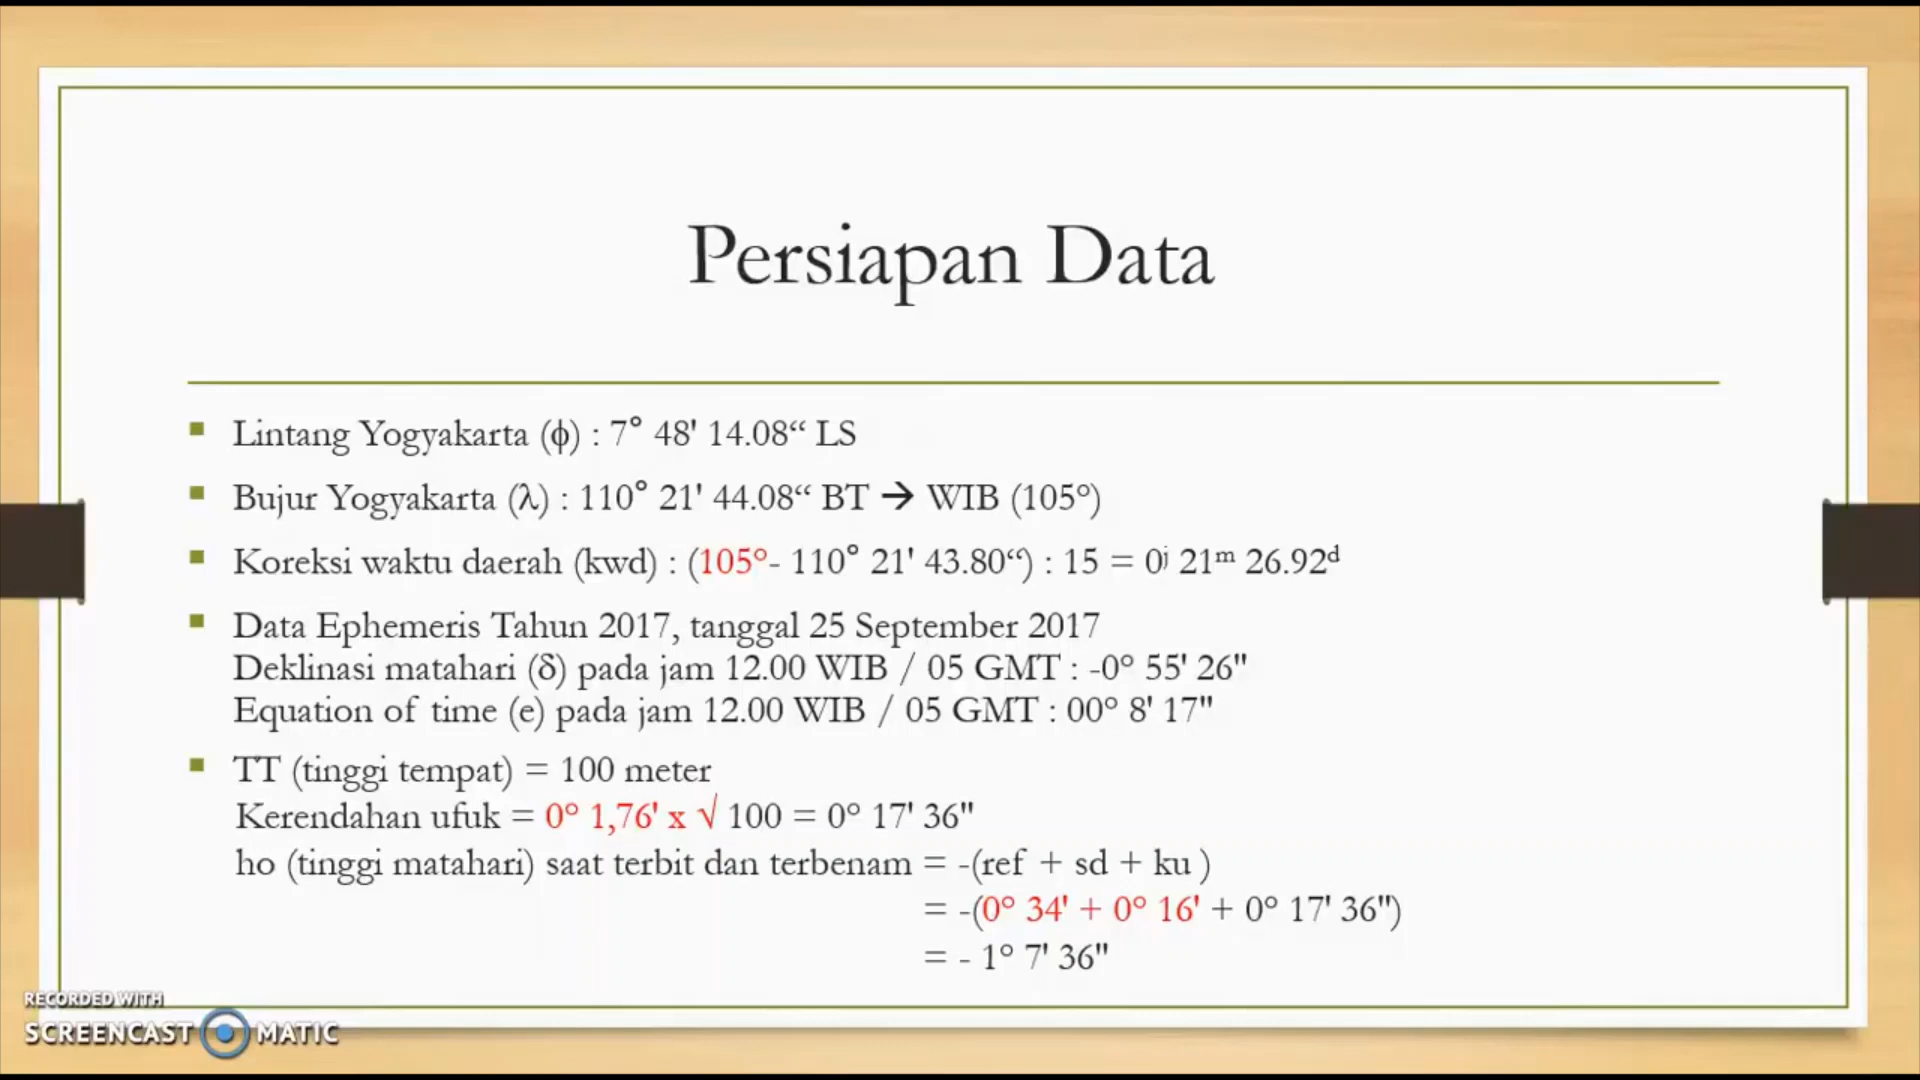 Persiapan Data
Lintang Yogyakarta (ϕ) : 7° 48' 14.08“ LS
Bujur Yogyakarta (λ) : 110° 21' 44.08“ BT → WIB (105°)
Koreksi waktu daerah (kwd) : (105°- 110° 21' 43.80“) : 15 = 0ʲ 21ᵐ 26.92ᵈ
Data Ephemeris Tahun 2017, tanggal 25 September 2017
Deklinasi matahari (δ) pada jam 12.00 WIB / 05 GMT : -0° 55' 26"
Equation of time (e) pada jam 12.00 WIB / 05 GMT : 00° 8' 17"
TT (tinggi tempat) = 100 meter
Kerendahan ufuk = 0° 1,76' x √ 100 = 0° 17' 36"
ho (tinggi matahari) saat terbit dan terbenam = -(ref + sd + ku )
= -(0° 34' + 0° 16' + 0° 17' 36")
= - 1° 7' 36"
RECORDED WITH
SCREENCAST MATIC